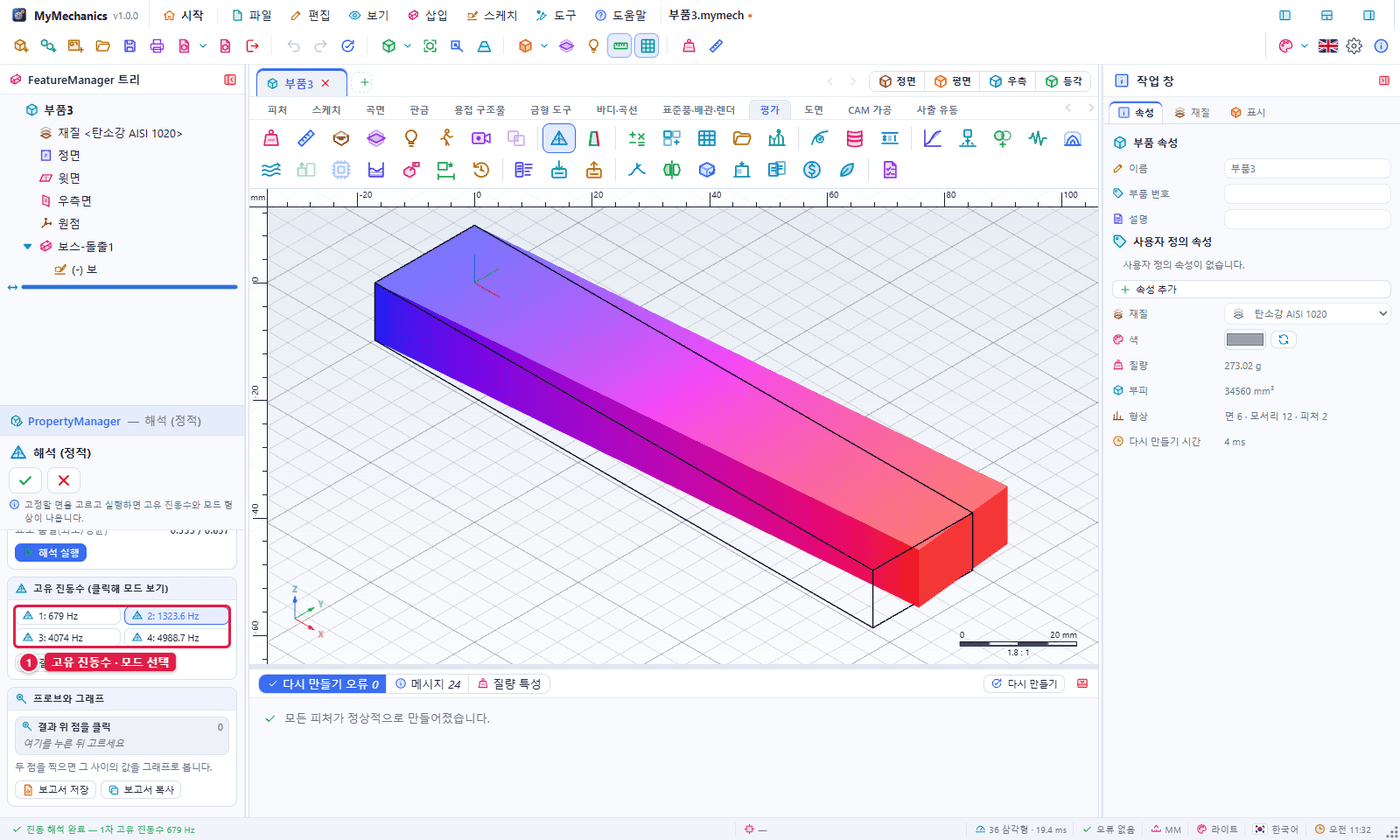 MyMechanics v1.0.0 시작 파일 편집 보기 삽입 스케치 도구 도움말 부품3.mymech •
FeatureManager 트리
부품3
재질 <탄소강 AISI 1020>
정면
윗면
우측면
원점
보스-돌출1
(-) 보
PropertyManager — 해석 (정적)
해석 (정적)
고정할 면을 고르고 실행하면 고유 진동수와 모드 형
상이 나옵니다.
해석 실행
고유 진동수 (클릭해 모드 보기)
1: 679 Hz 2: 1323.6 Hz
3: 4074 Hz 4: 4988.7 Hz
1 고유 진동수 · 모드 선택
프로브와 그래프
결과 위 점을 클릭 0
여기를 누른 뒤 고르세요
두 점을 찍으면 그 사이의 값을 그래프로 봅니다.
보고서 저장 보고서 복사
부품3 정면 평면 우측 등각
피처 스케치 곡면 판금 용접 구조물 금형 도구 바디·곡선 표준품·배관·렌더 평가 도면 CAM 가공 사출 유동
mm -20 0 20 40 60 80 100
0
20
40
60
Z
Y
X
0 20 mm
1.8 : 1
다시 만들기 오류 0 메시지 24 질량 특성 다시 만들기
모든 피처가 정상적으로 만들어졌습니다.
작업 창
속성 재질 표시
부품 속성
이름 부품3
부품 번호
설명
사용자 정의 속성
사용자 정의 속성이 없습니다.
속성 추가
재질 탄소강 AISI 1020
색
질량 273.02 g
부피 34560 mm³
형상 면 6 · 모서리 12 · 피처 2
다시 만들기 시간 4 ms
진동 해석 완료 — 1차 고유 진동수 679 Hz — 36 삼각형 · 19.4 ms 오류 없음 MM 라이트 한국어 오전 11:32